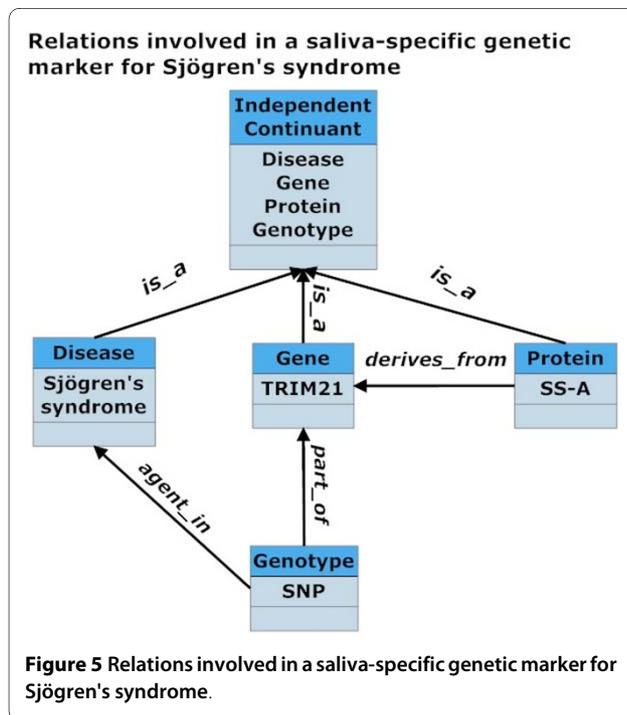 Relations involved in a saliva-specific genetic
marker for Sjögren's syndrome
Independent
Continuant
Disease
Gene
Protein
Genotype
is_a
is_a
is_a
Disease
Sjögren's
syndrome
Gene
TRIM21
derives_from
Protein
SS-A
agent_in
part_of
Genotype
SNP
Figure 5 Relations involved in a saliva-specific genetic marker for
Sjögren's syndrome.